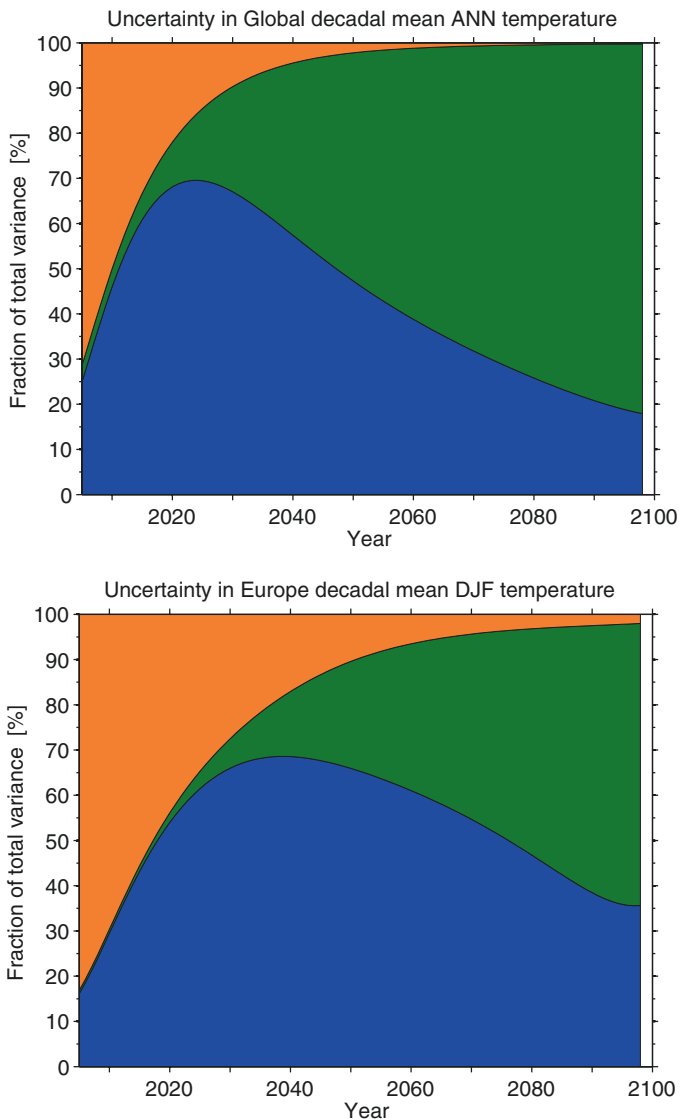 Uncertainty in Global decadal mean ANN temperature
100
90
80
70
60
50
40
30
20
10
0
Fraction of total variance [%]
2020 2040 2060 2080 2100
Year
Uncertainty in Europe decadal mean DJF temperature
100
90
80
70
60
50
40
30
20
10
0
Fraction of total variance [%]
2020 2040 2060 2080 2100
Year